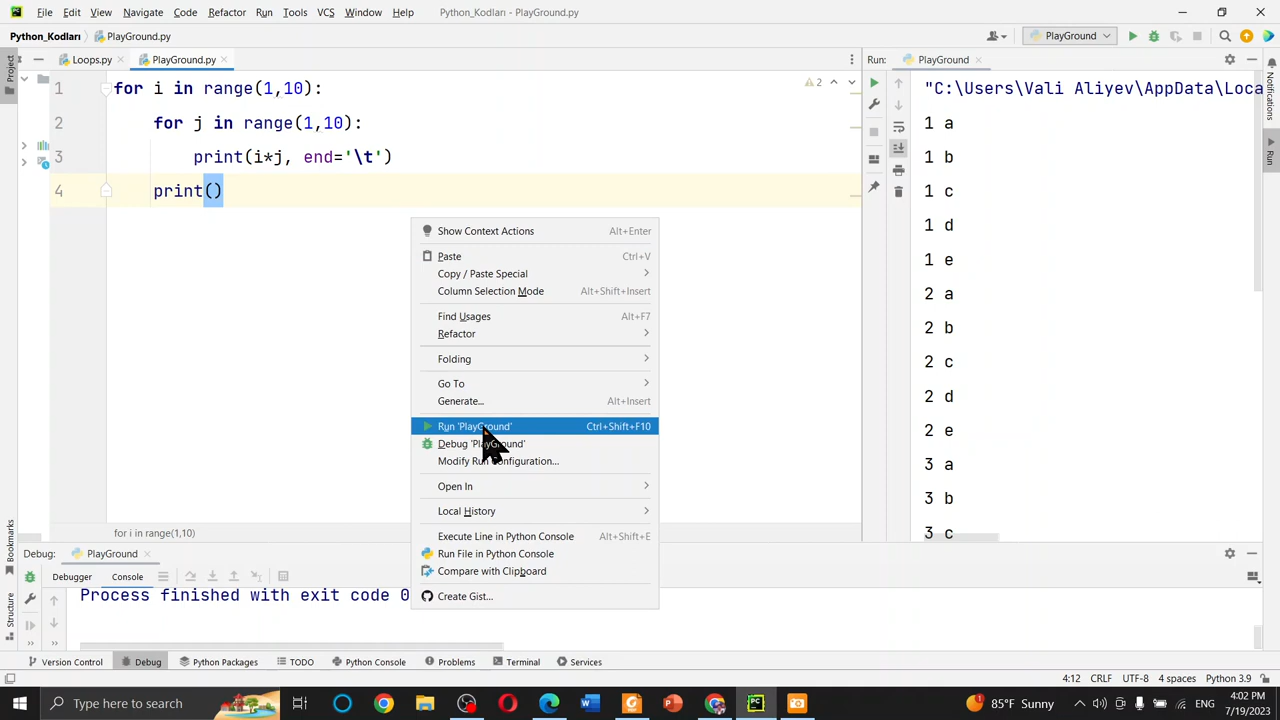 File Edit View Navigate Code Refactor Run Tools VCS Window Help Python_Kodları - PlayGround.py
Python_Kodları PlayGround.py PlayGround
Project
Loops.py PlayGround.py
Run: PlayGround
Notifications
Run
1 for i in range(1,10):
2 for j in range(1,10):
3 print(i*j, end='\t')
4 print()
2
"C:\Users\Vali Aliyev\AppData\Loca
1 a
1 b
1 c
1 d
1 e
2 a
2 b
2 c
2 d
2 e
3 a
3 b
3 c
Show Context Actions Alt+Enter
Paste Ctrl+V
Copy / Paste Special
Column Selection Mode Alt+Shift+Insert
Find Usages Alt+F7
Refactor
Folding
Go To
Generate... Alt+Insert
Run 'PlayGround' Ctrl+Shift+F10
Debug 'PlayGround'
Modify Run Configuration...
Open In
Local History
Execute Line in Python Console Alt+Shift+E
Run File in Python Console
Compare with Clipboard
Create Gist...
for i in range(1,10)
Bookmarks
Structure
Debug: PlayGround
Debugger Console
Process finished with exit code 0
Version Control Debug Python Packages TODO Python Console Problems Terminal Services
4:12 CRLF UTF-8 4 spaces Python 3.9
Type here to search
85°F Sunny
4:02 PM
7/19/2023